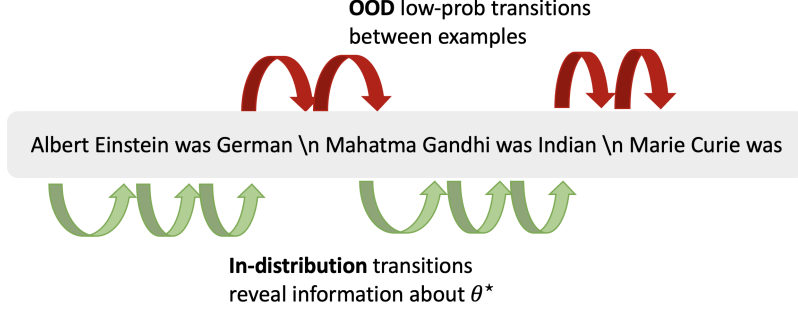 OOD low-prob transitions
between examples
Albert Einstein was German \n Mahatma Gandhi was Indian \n Marie Curie was
In-distribution transitions
reveal information about θ*